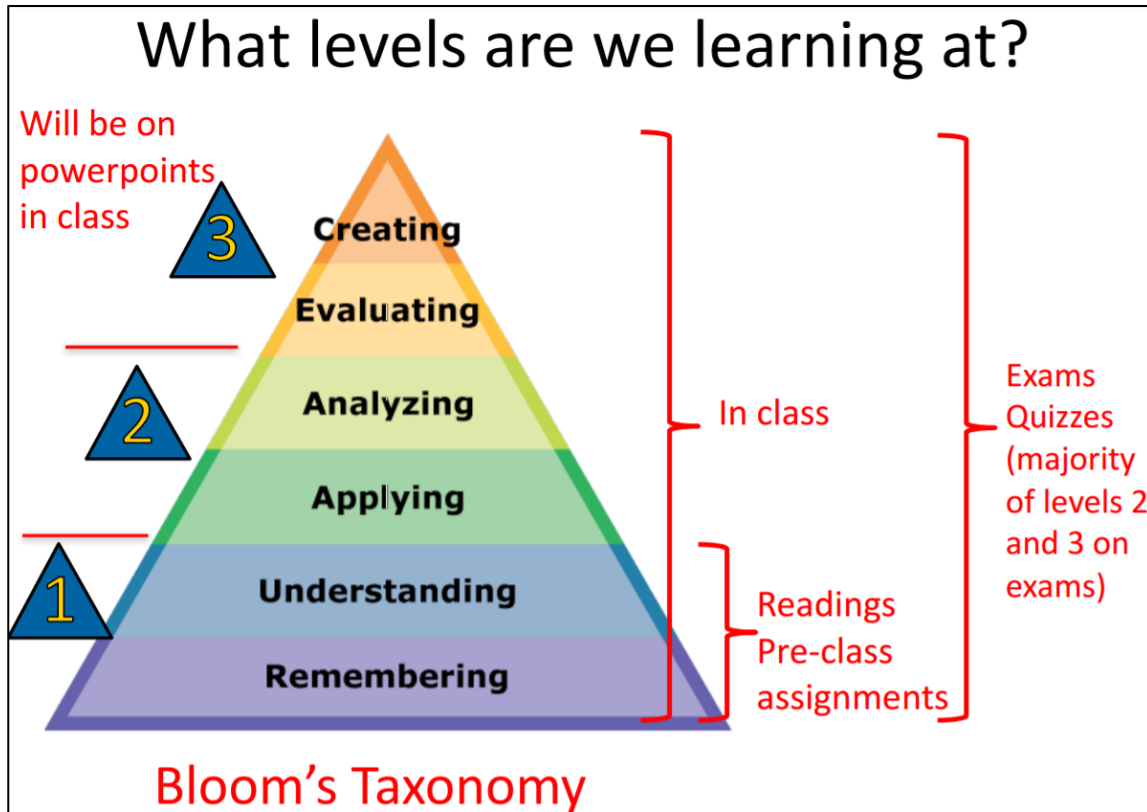 What levels are we learning at?
Will be on
powerpoints
in class
3
Creating
Evaluating
2
Analyzing
Applying
1
Understanding
Remembering
In class
Readings
Pre-class
assignments
Exams
Quizzes
(majority
of levels 2
and 3 on
exams)
Bloom's Taxonomy